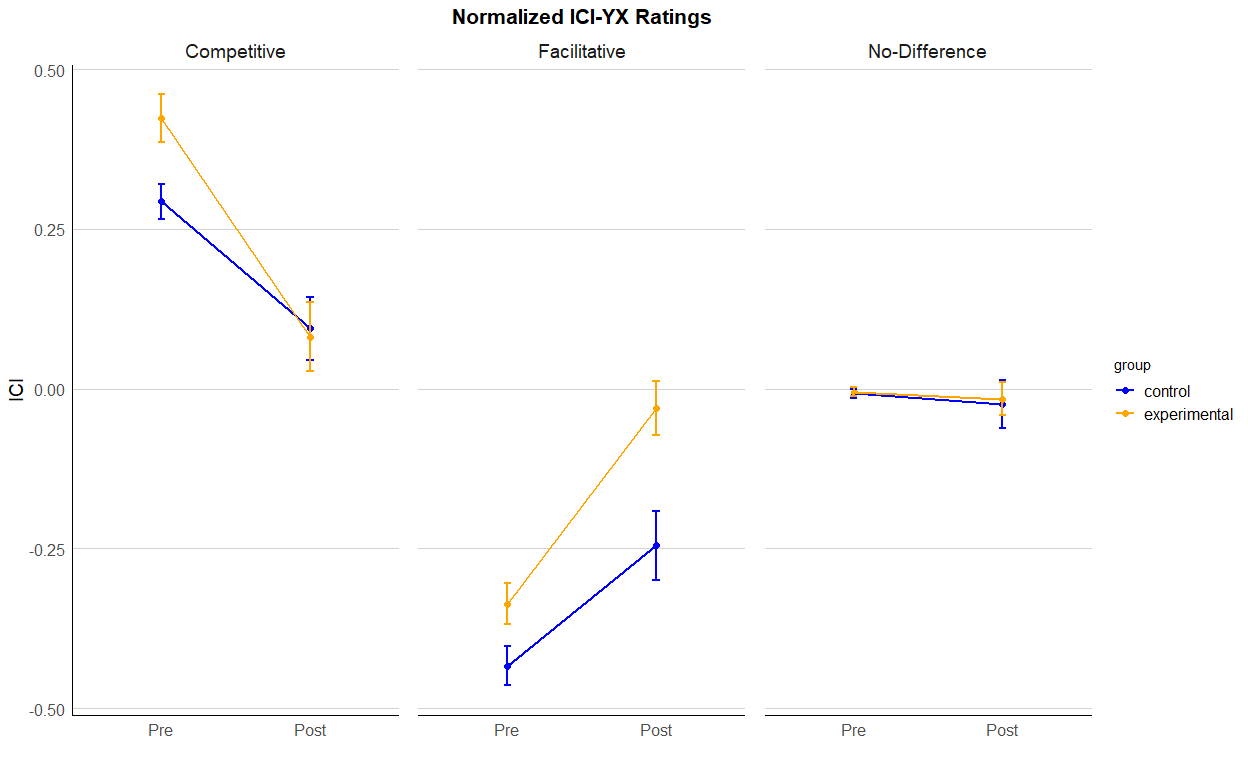 Normalized ICI-YX Ratings
Competitive
Facilitative
No-Difference
0.50
0.25
0.00
-0.25
-0.50
ICI
Pre
Post
Pre
Post
Pre
Post
group
control
experimental